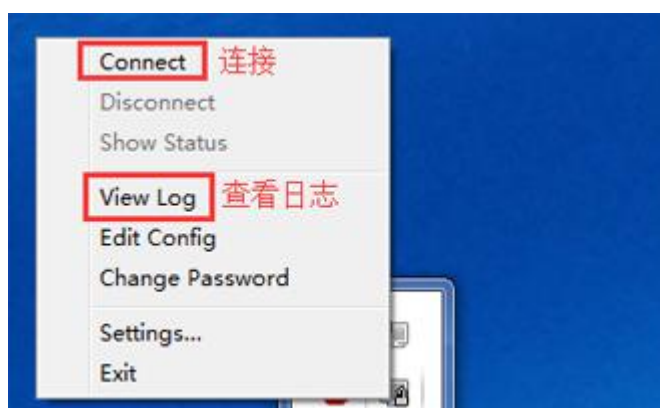 Connect 连接
Disconnect
Show Status
View Log 查看日志
Edit Config
Change Password
Settings...
Exit